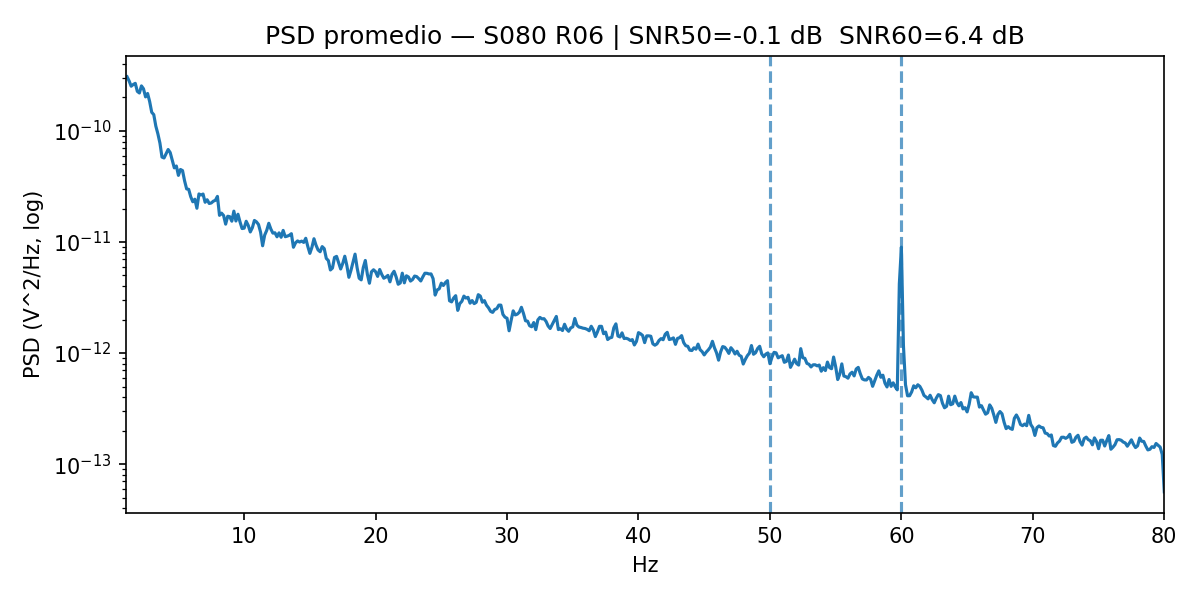 PSD promedio — S080 R06 | SNR50=-0.1 dB  SNR60=6.4 dB
PSD (V^2/Hz, log)
10⁻¹⁰
10⁻¹¹
10⁻¹²
10⁻¹³
10 20 30 40 50 60 70 80
Hz